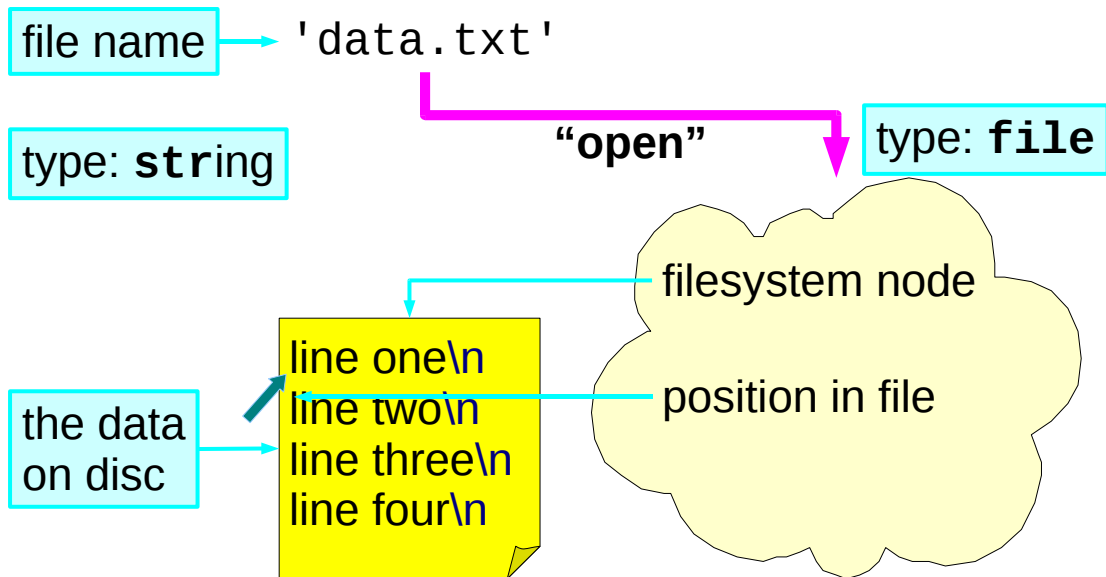 file name
'data.txt'
“open”
type: file
type: string
filesystem node
position in file
line one\n
line two\n
line three\n
line four\n
the data
on disc